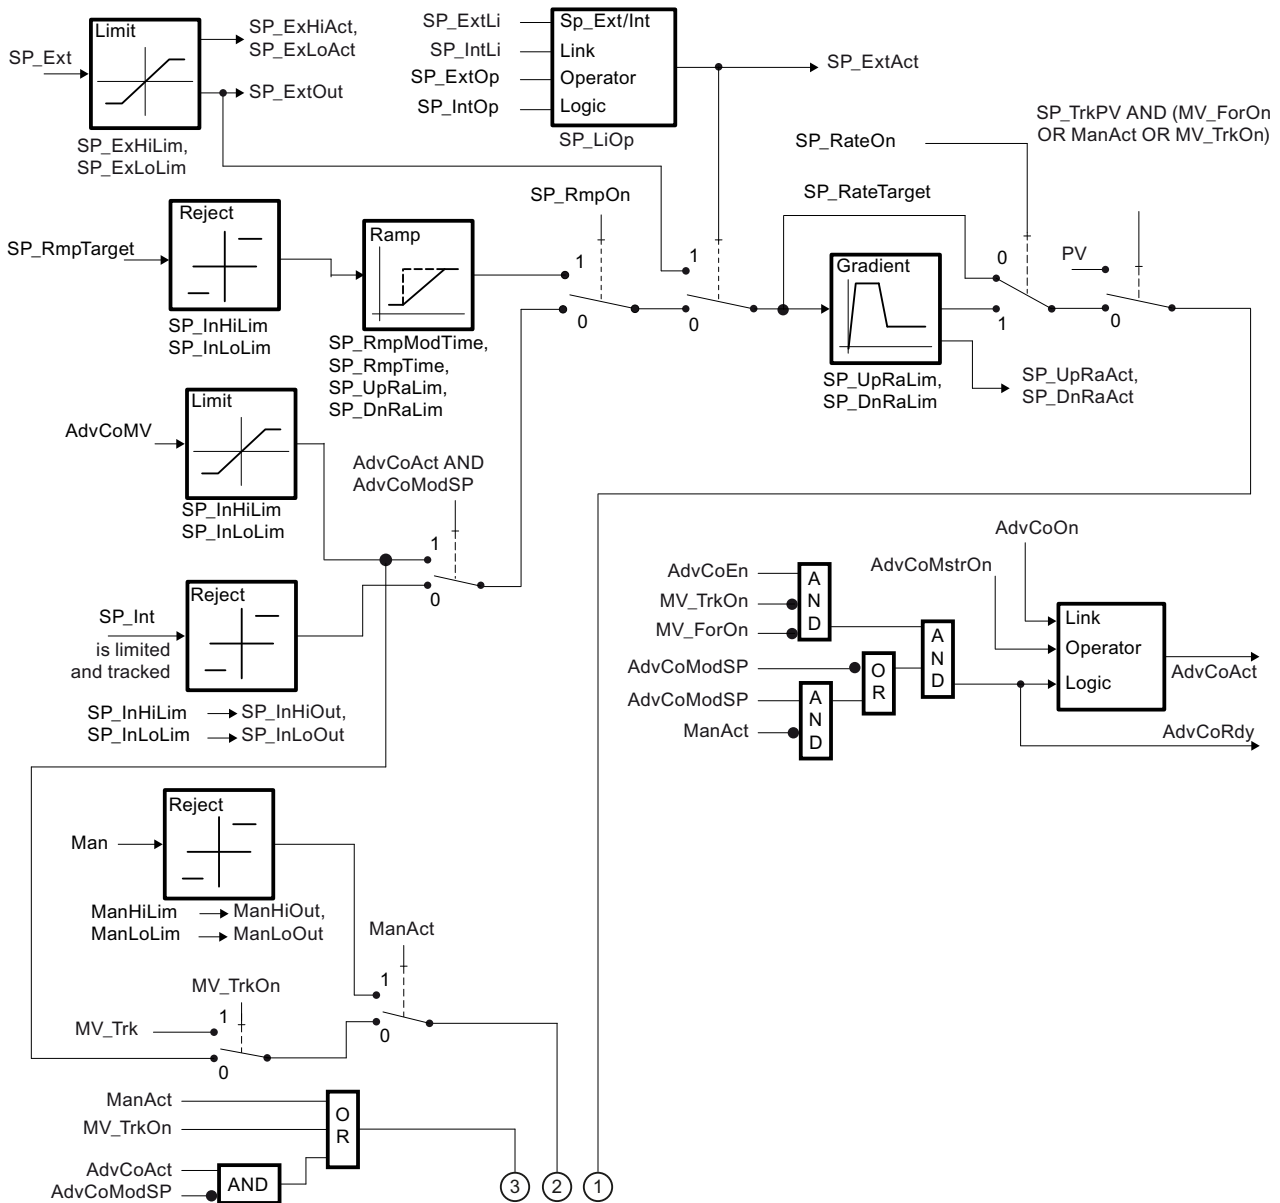 Limit
SP_Ext
SP_ExHiAct,
SP_ExLoAct
SP_ExtOut
SP_ExHiLim,
SP_ExLoLim
SP_ExtLi
SP_IntLi
SP_ExtOp
SP_IntOp
Sp_Ext/Int
Link
Operator
Logic
SP_LiOp
SP_ExtAct
SP_TrkPV AND (MV_ForOn
OR ManAct OR MV_TrkOn)
SP_RateOn
SP_RateTarget
SP_RmpOn
Reject
SP_RmpTarget
SP_InHiLim
SP_InLoLim
Ramp
SP_RmpModTime,
SP_RmpTime,
SP_UpRaLim,
SP_DnRaLim
1
0
1
0
Gradient
SP_UpRaLim,
SP_DnRaLim
0
1
PV
0
SP_UpRaAct,
SP_DnRaAct
Limit
AdvCoMV
SP_InHiLim
SP_InLoLim
AdvCoAct AND
AdvCoModSP
1
0
Reject
SP_Int
is limited
and tracked
SP_InHiLim
SP_InHiOut,
SP_InLoLim
SP_InLoOut
AdvCoOn
AdvCoMstrOn
AdvCoEn
MV_TrkOn
MV_ForOn
AND
AdvCoModSP
AdvCoModSP
ManAct
AND
OR
AND
Link
Operator
Logic
AdvCoAct
AdvCoRdy
Reject
Man
ManHiLim
ManHiOut,
ManLoLim
ManLoOut
ManAct
1
0
MV_TrkOn
MV_Trk
1
0
ManAct
MV_TrkOn
AdvCoAct
AdvCoModSP
AND
OR
3
2
1